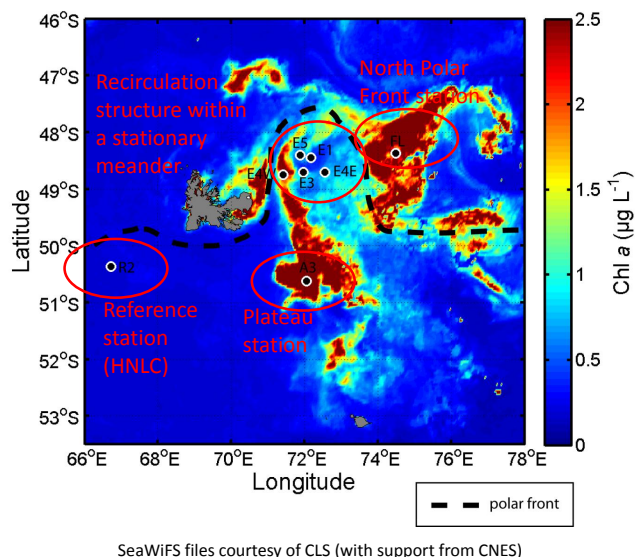 46°S
47°S
48°S
49°S
50°S
51°S
52°S
53°S
Latitude
66°E
68°E
70°E
72°E
74°E
76°E
78°E
Longitude
Recirculation
structure within
a stationary
meander
North Polar
Front station
E5
E1
E4W
E3
E4E
FL
R2
A3
Reference
station
(HNLC)
Plateau
station
2.5
2
1.5
1
0.5
0
Chl a (µg L⁻¹)
polar front
SeaWiFS files courtesy of CLS (with support from CNES)